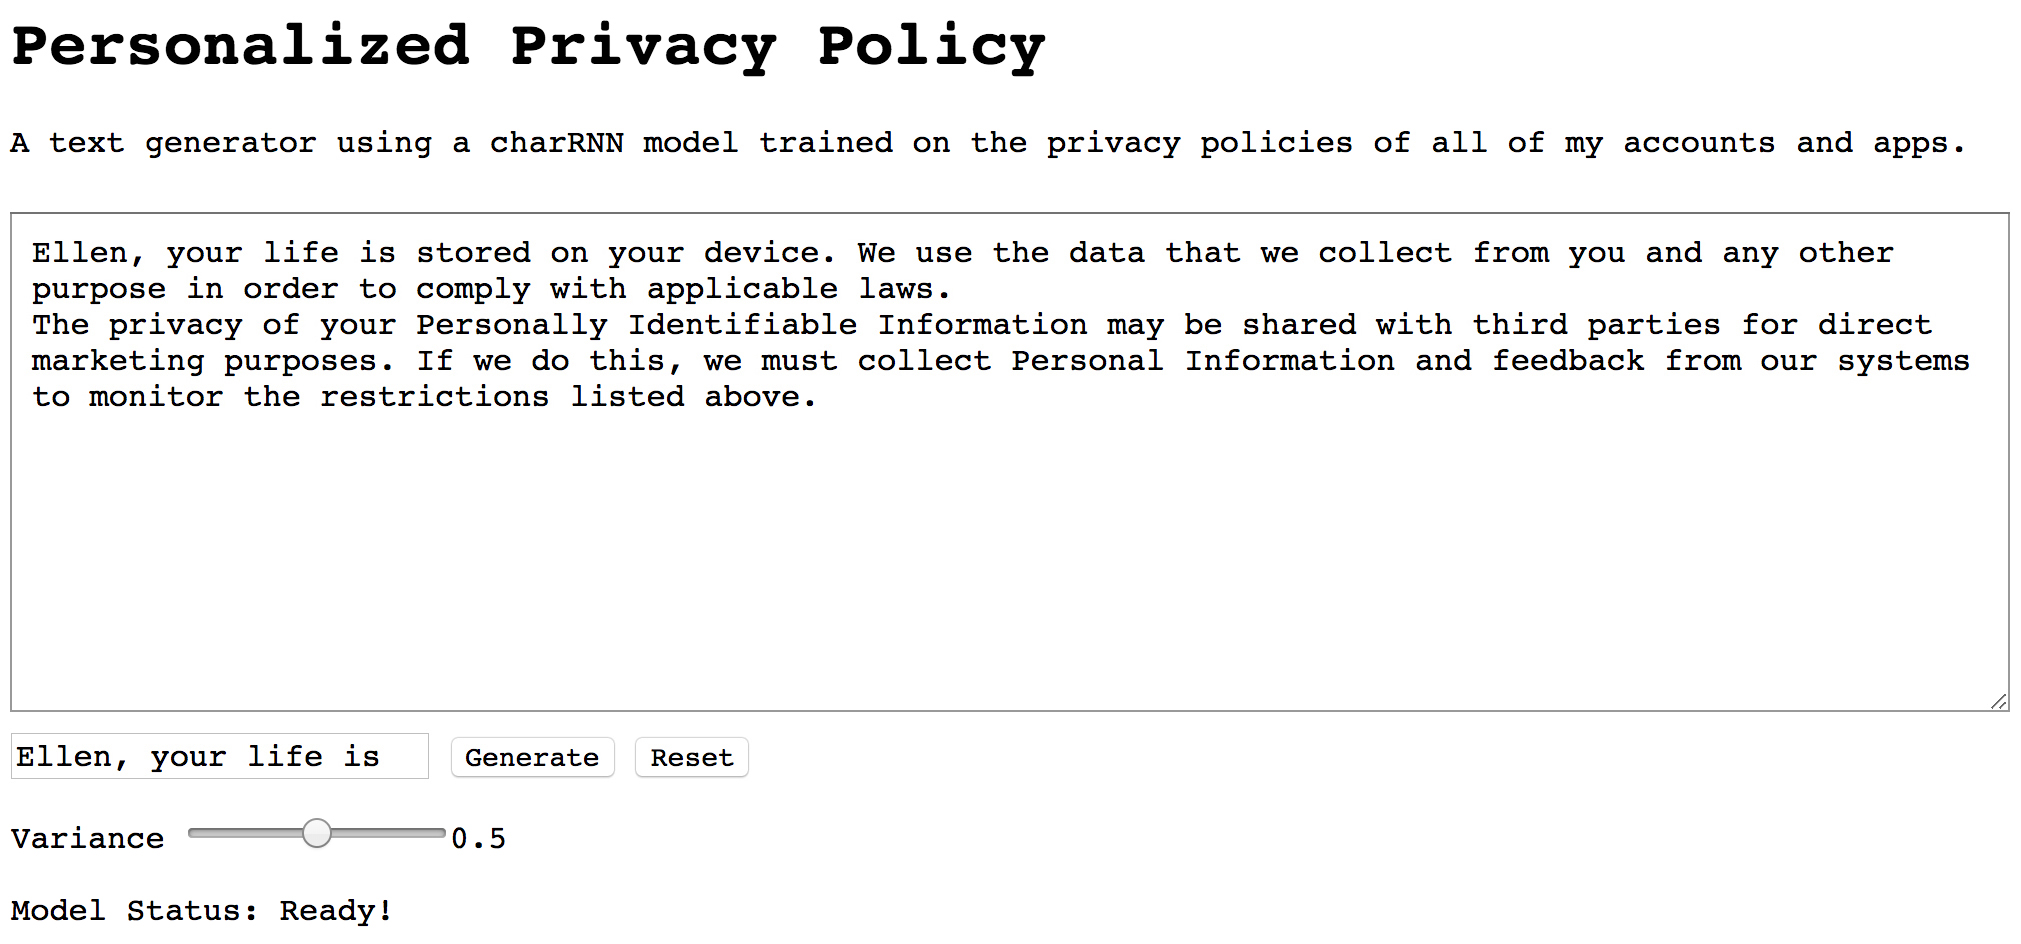 Personalized Privacy Policy
A text generator using a charRNN model trained on the privacy policies of all of my accounts and apps.
Ellen, your life is stored on your device. We use the data that we collect from you and any other
purpose in order to comply with applicable laws.
The privacy of your Personally Identifiable Information may be shared with third parties for direct
marketing purposes. If we do this, we must collect Personal Information and feedback from our systems
to monitor the restrictions listed above.
Ellen, your life is Generate Reset
Variance 0.5
Model Status: Ready!